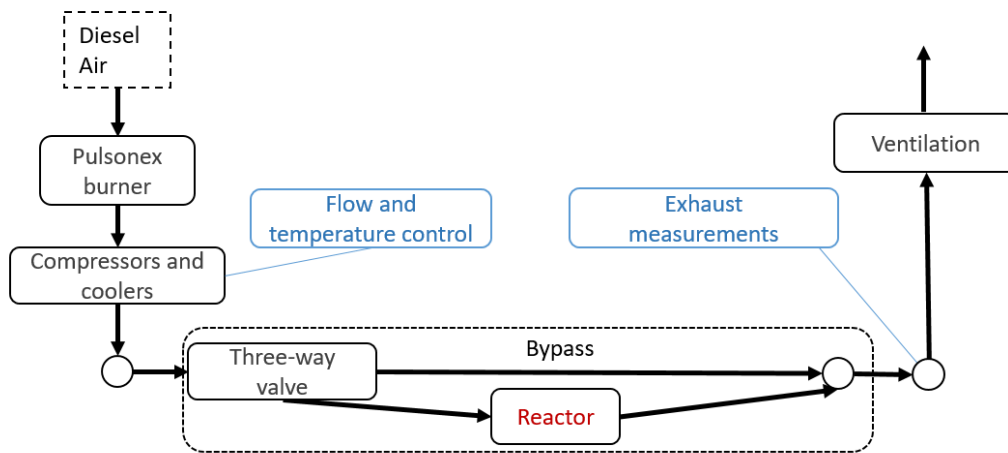 Diesel
Air
Pulsonex
burner
Compressors and
coolers
Flow and
temperature control
Exhaust
measurements
Ventilation
Three-way
valve
Bypass
Reactor